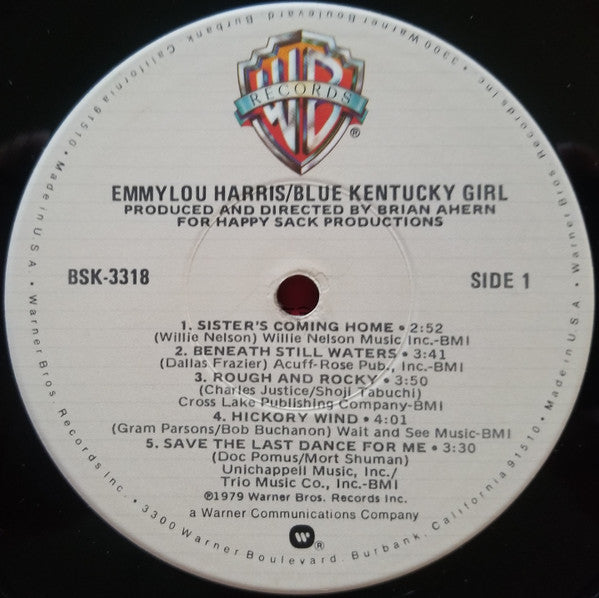 WB
RECORDS
®
EMMYLOU HARRIS/BLUE KENTUCKY GIRL
PRODUCED AND DIRECTED BY BRIAN AHERN
FOR HAPPY SACK PRODUCTIONS
BSK-3318
SIDE 1
1. SISTER'S COMING HOME • 2:52
(Willie Nelson) Willie Nelson Music Inc.-BMI
2. BENEATH STILL WATERS • 3:41
(Dallas Frazier) Acuff-Rose Pub., Inc.-BMI
3. ROUGH AND ROCKY • 3:50
(Charles Justice/Shoji Tabuchi)
Cross Lake Publishing Company-BMI
4. HICKORY WIND • 4:01
(Gram Parsons/Bob Buchanon) Wait and See Music-BMI
5. SAVE THE LAST DANCE FOR ME • 3:30
(Doc Pomus/Mort Shuman)
Unichappell Music, Inc./
Trio Music Co., Inc.-BMI
℗1979 Warner Bros. Records Inc.
a Warner Communications Company
W®
Warner Bros. Records Inc. • 3300 Warner Boulevard, Burbank, California 91510 • Made in U.S.A. • Warner Bros. Records Inc. • 3300 Warner Boulevard, Burbank, California 91510 • Made in U.S.A. •